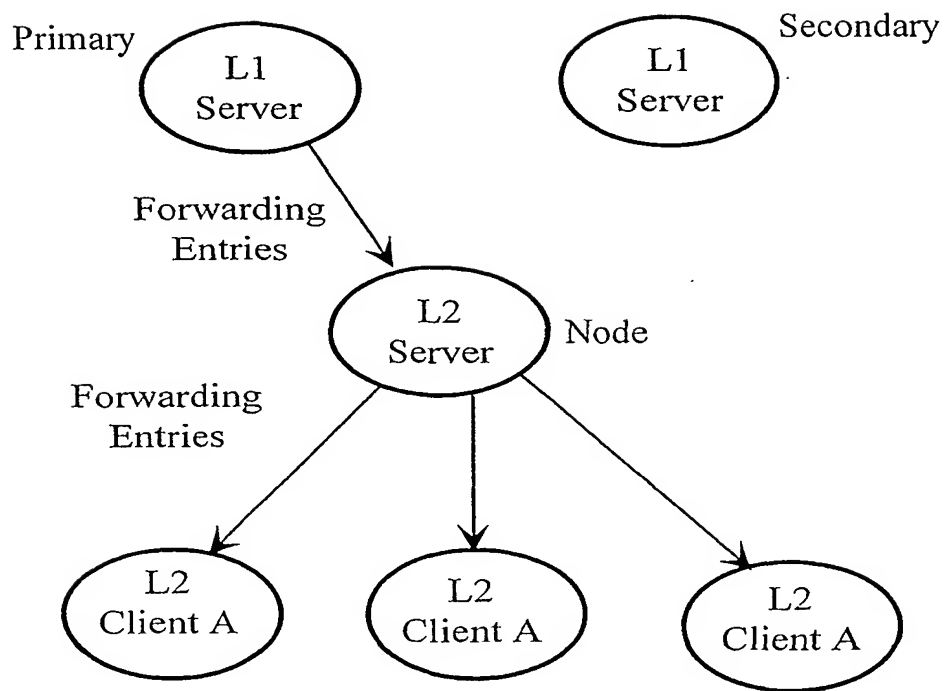 Primary
L1
Server
Secondary
L1
Server
Forwarding
Entries
L2
Server
Node
Forwarding
Entries
L2
Client A
L2
Client A
L2
Client A